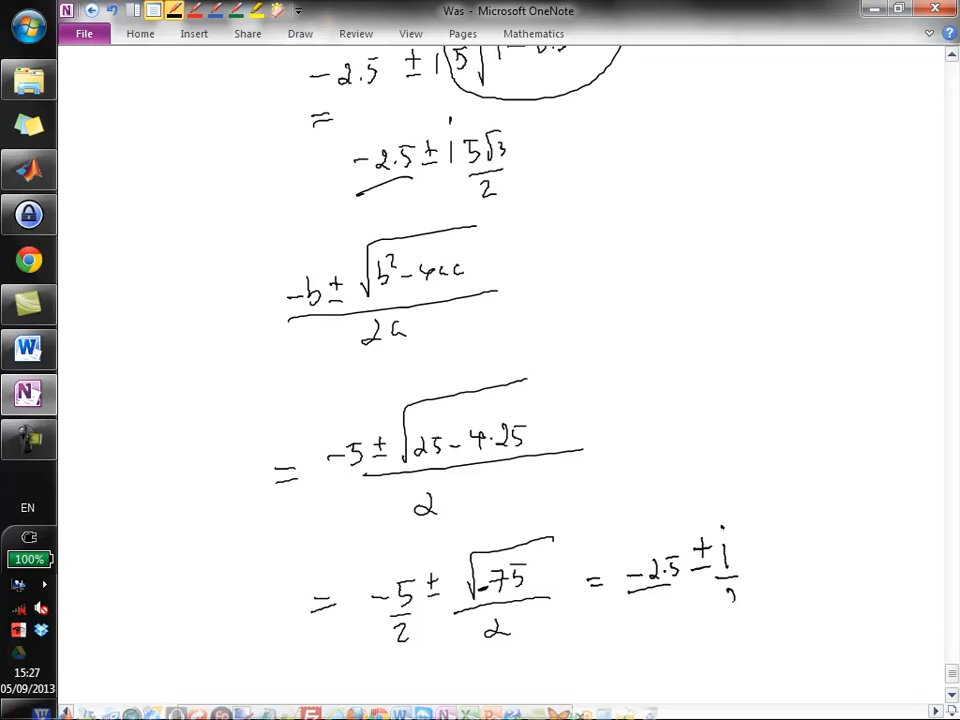 Was - Microsoft OneNote
File Home Insert Share Draw Review View Pages Mathematics
-2.5 ± i 5√
=
-2.5 ± i 5√3
2
-b ± √b² - 4ac
2a
= -5 ± √25 - 4·25
2
= -5/2 ± √-75/2 = -2.5 ± i
EN
100%
15:27
05/09/2013